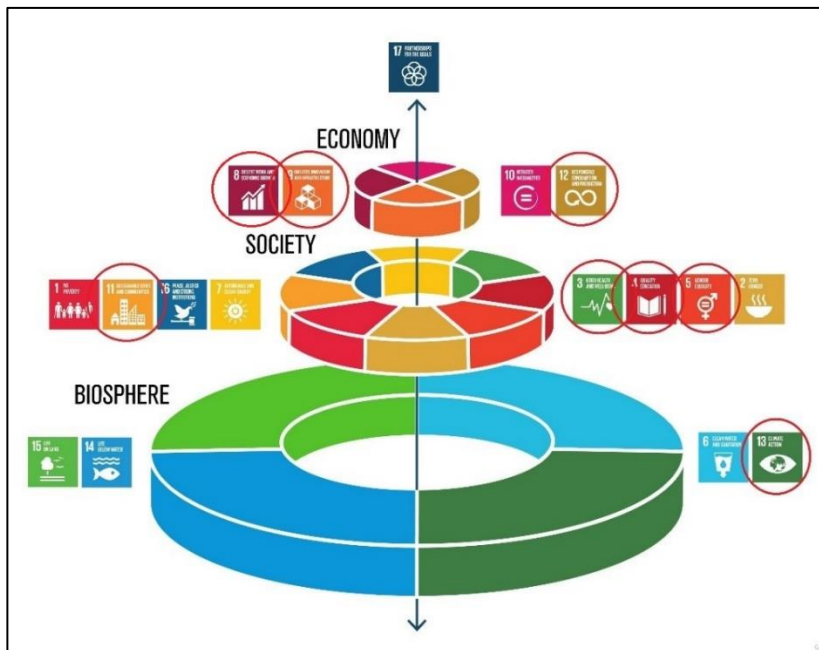 17 PARTNERSHIPS
FOR THE GOALS
ECONOMY
8 DECENT WORK AND
ECONOMIC GROWTH
9 INDUSTRY, INNOVATION
AND INFRASTRUCTURE
10 REDUCED
INEQUALITIES
12 RESPONSIBLE
CONSUMPTION
AND PRODUCTION
SOCIETY
1 NO
POVERTY
11 SUSTAINABLE CITIES
AND COMMUNITIES
16 PEACE, JUSTICE
AND STRONG
INSTITUTIONS
7 AFFORDABLE AND
CLEAN ENERGY
3 GOOD HEALTH
AND WELL-BEING
4 QUALITY
EDUCATION
5 GENDER
EQUALITY
2 ZERO
HUNGER
BIOSPHERE
15 LIFE
ON LAND
14 LIFE
BELOW WATER
6 CLEAN WATER
AND SANITATION
13 CLIMATE
ACTION